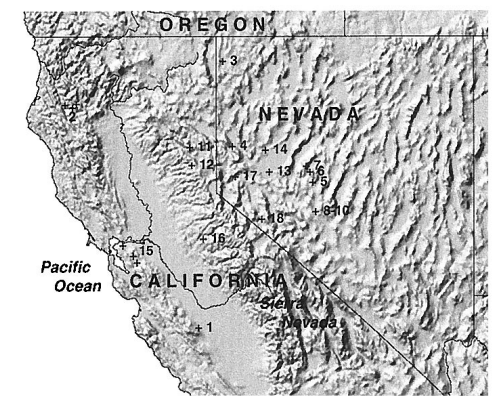 OREGON
+ 3
NEVADA
2
+ 11
+ 4
+ 14
+ 12
7
+ 6
+ 5
+ 13
+ 17
+ 8-10
+ 18
+ 16
15
Pacific
Ocean
CALIFORNIA
Sierra
Nevada
+ 1